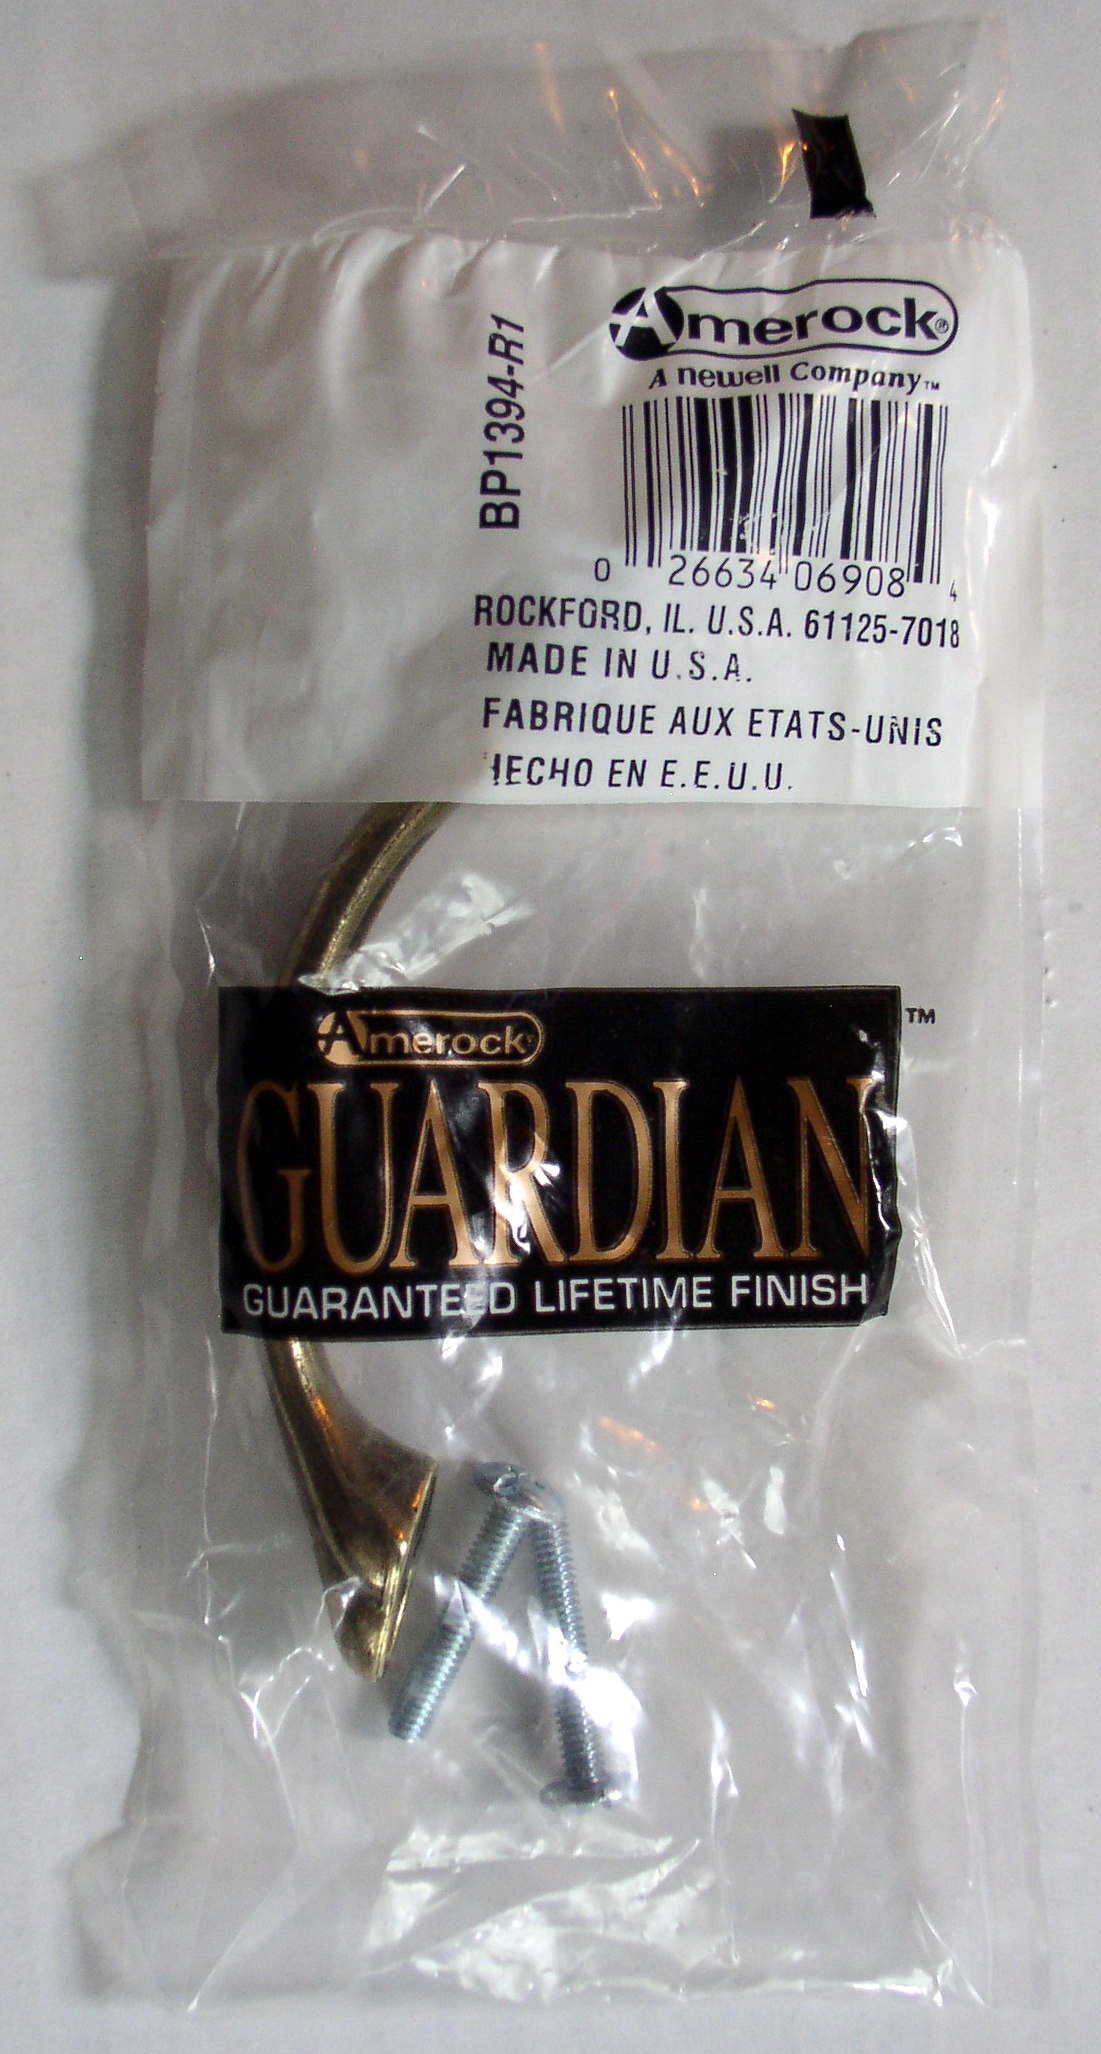 Amerock®
A newell Company™
BP1394-R1
0 26634 06908 4
ROCKFORD, IL. U.S.A. 61125-7018
MADE IN U.S.A.
FABRIQUE AUX ETATS-UNIS
HECHO EN E.E.U.U.
Amerock
GUARDIAN™
GUARANTEED LIFETIME FINISH